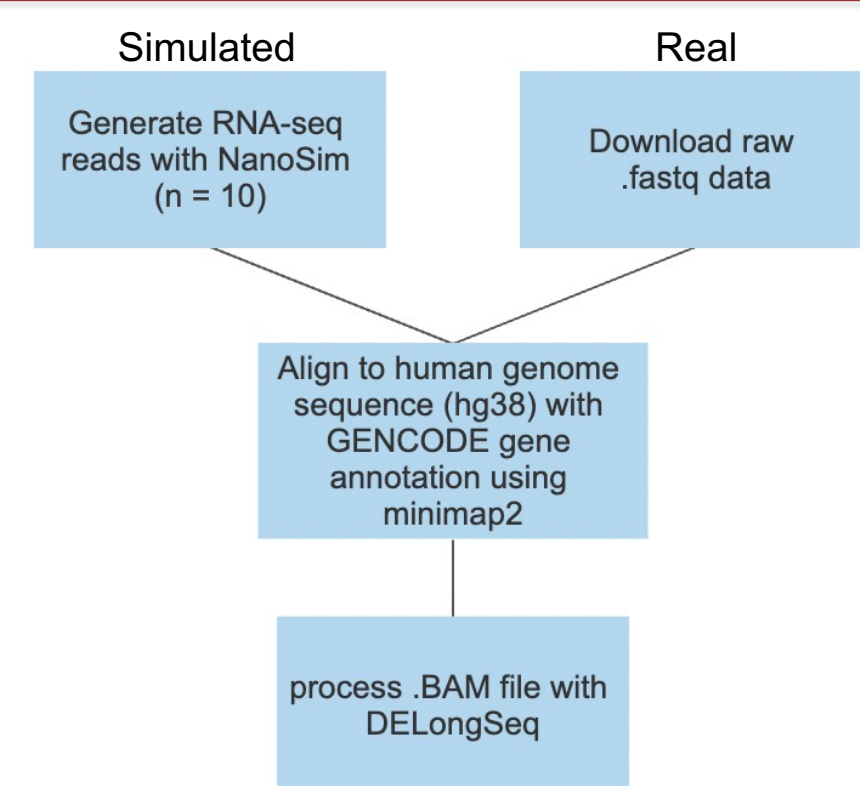 Simulated
Real
Generate RNA-seq
reads with NanoSim
(n = 10)
Download raw
.fastq data
Align to human genome
sequence (hg38) with
GENCODE gene
annotation using
minimap2
process .BAM file with
DELongSeq